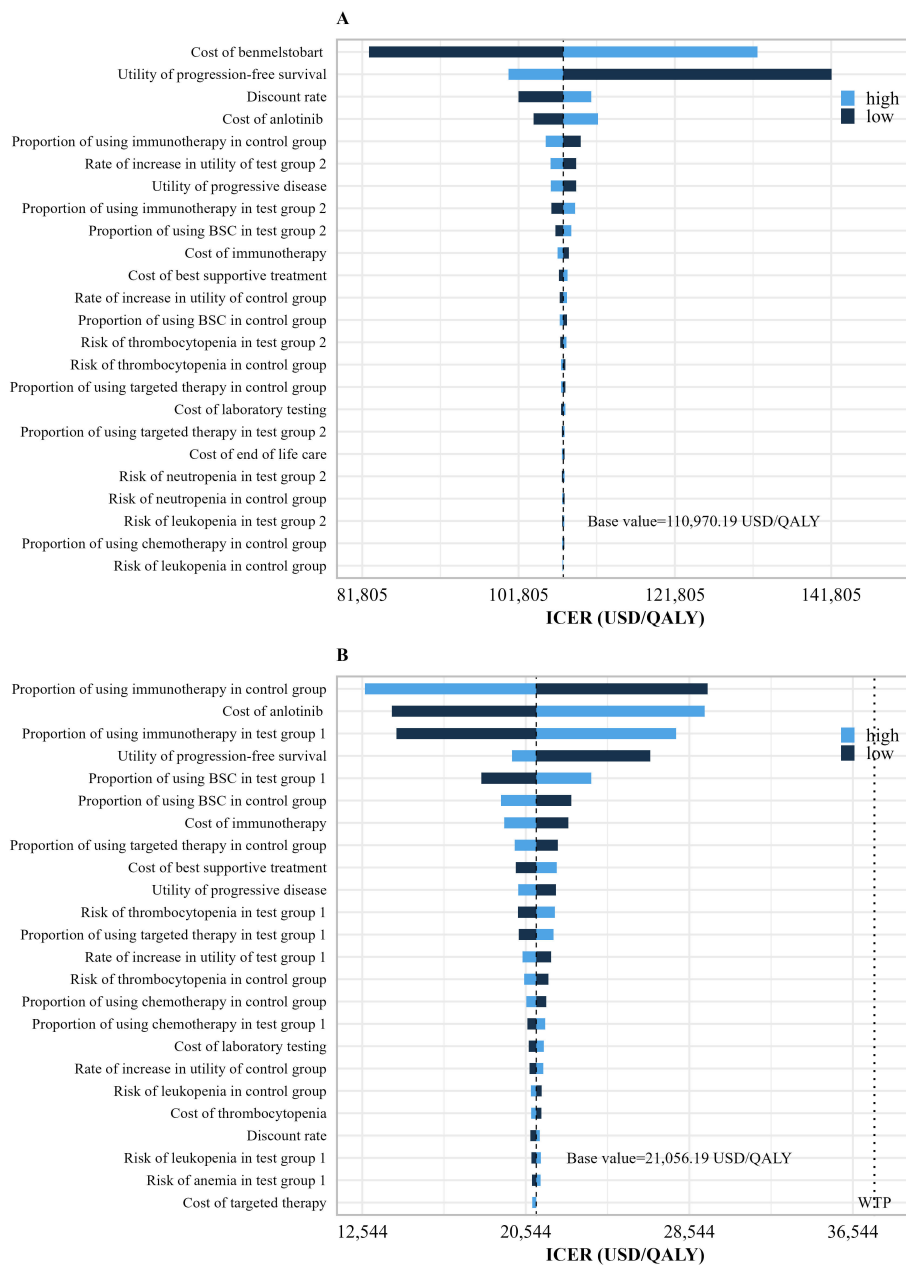 A
Cost of benmelstobart
Utility of progression-free survival
Discount rate
high
Cost of anlotinib
low
Proportion of using immunotherapy in control group
Rate of increase in utility of test group 2
Utility of progressive disease
Proportion of using immunotherapy in test group 2
Proportion of using BSC in test group 2
Cost of immunotherapy
Cost of best supportive treatment
Rate of increase in utility of control group
Proportion of using BSC in control group
Risk of thrombocytopenia in test group 2
Risk of thrombocytopenia in control group
Proportion of using targeted therapy in control group
Cost of laboratory testing
Proportion of using targeted therapy in test group 2
Cost of end of life care
Risk of neutropenia in test group 2
Risk of neutropenia in control group
Risk of leukopenia in test group 2
Base value=110,970.19 USD/QALY
Proportion of using chemotherapy in control group
Risk of leukopenia in control group
81,805 101,805 121,805 141,805
ICER (USD/QALY)
B
Proportion of using immunotherapy in control group
Cost of anlotinib
Proportion of using immunotherapy in test group 1
high
Utility of progression-free survival
low
Proportion of using BSC in test group 1
Proportion of using BSC in control group
Cost of immunotherapy
Proportion of using targeted therapy in control group
Cost of best supportive treatment
Utility of progressive disease
Risk of thrombocytopenia in test group 1
Proportion of using targeted therapy in test group 1
Rate of increase in utility of test group 1
Risk of thrombocytopenia in control group
Proportion of using chemotherapy in control group
Proportion of using chemotherapy in test group 1
Cost of laboratory testing
Rate of increase in utility of control group
Risk of leukopenia in control group
Cost of thrombocytopenia
Discount rate
Risk of leukopenia in test group 1
Base value=21,056.19 USD/QALY
Risk of anemia in test group 1
Cost of targeted therapy
WTP
12,544 20,544 28,544 36,544
ICER (USD/QALY)